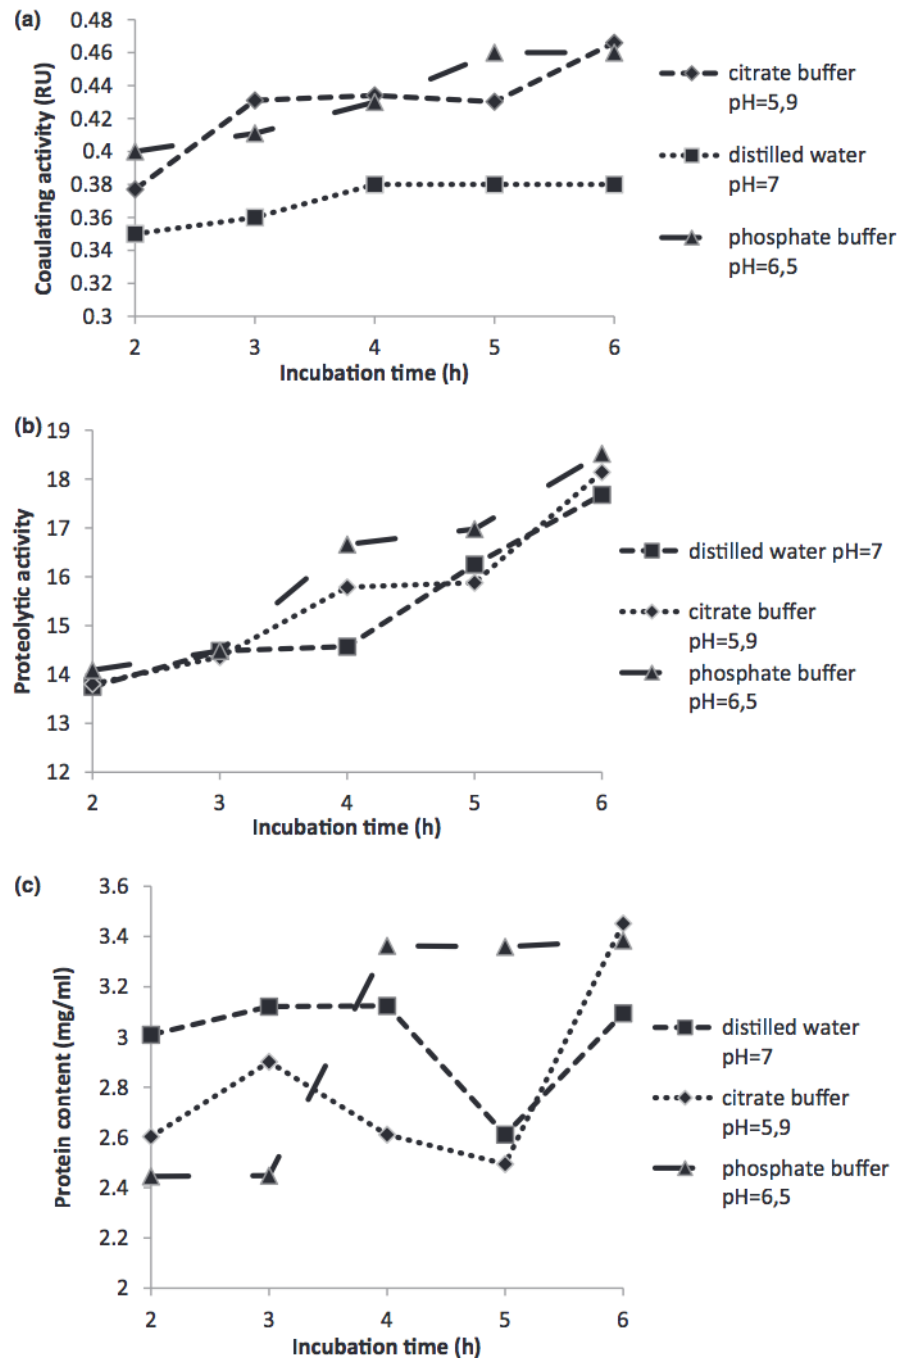 (a)
0.48
0.46
0.44
0.42
0.4
0.38
0.36
0.34
0.32
0.3
Coaulating activity (RU)
2 3 4 5 6
Incubation time (h)
citrate buffer
pH=5,9
distilled water
pH=7
phosphate buffer
pH=6,5
(b)
19
18
17
16
15
14
13
12
Proteolytic activity
2 3 4 5 6
Incubation time (h)
distilled water pH=7
citrate buffer
pH=5,9
phosphate buffer
pH=6,5
(c)
3.6
3.4
3.2
3
2.8
2.6
2.4
2.2
2
Protein content (mg/ml)
2 3 4 5 6
Incubation time (h)
distilled water
pH=7
citrate buffer
pH=5,9
phosphate buffer
pH=6,5